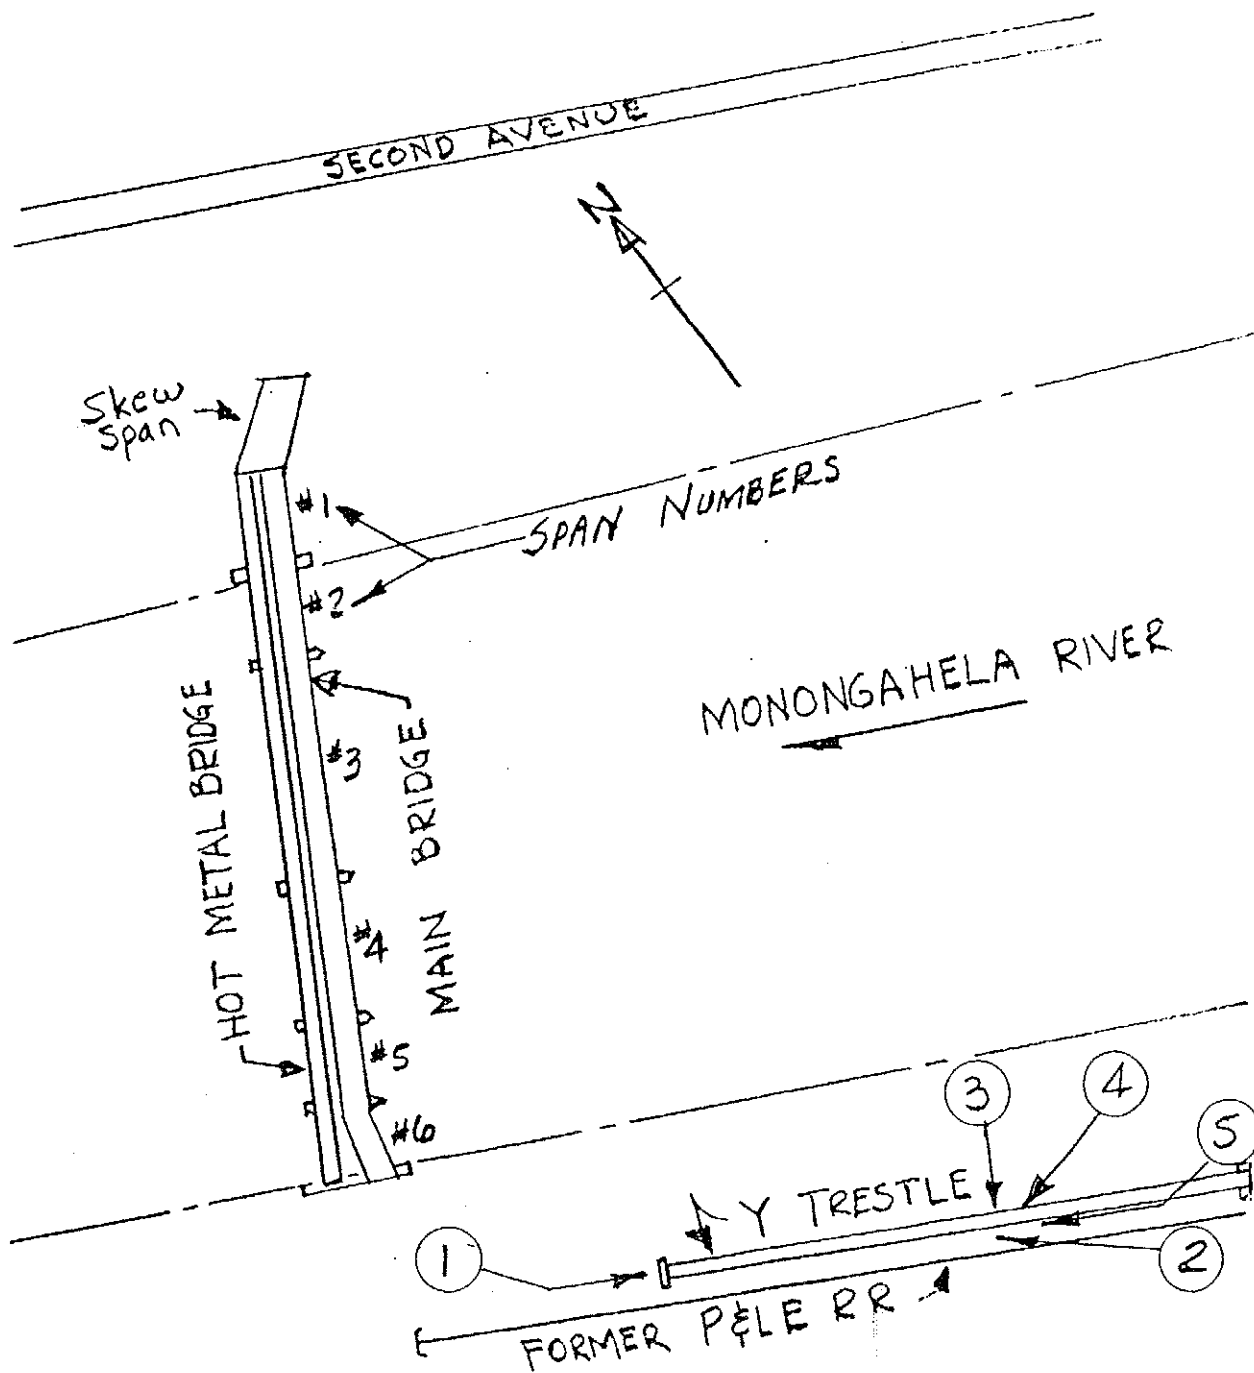 SECOND AVENUE
N
Skew
Span
#1
SPAN NUMBERS
#2
MONONGAHELA RIVER
HOT METAL BRIDGE
#3
MAIN BRIDGE
#4
#5
#6
3
4
5
Y TRESTLE
1
2
FORMER P&LE RR